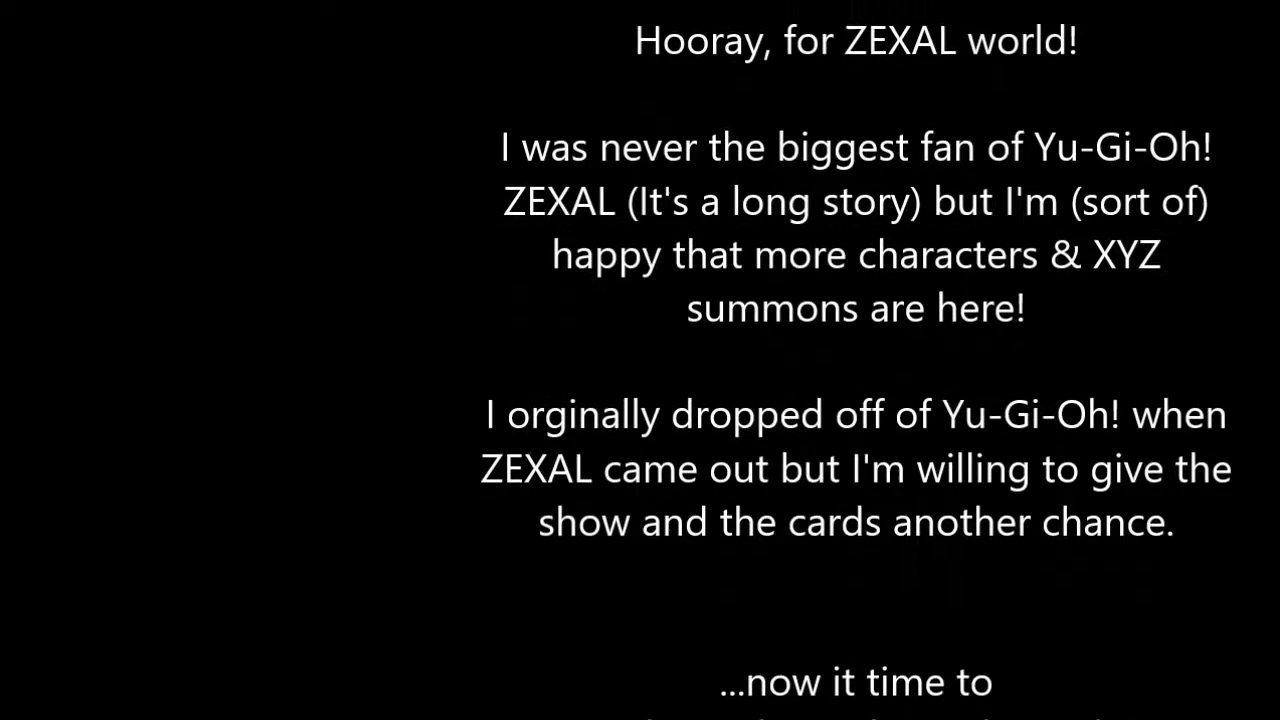 Hooray, for ZEXAL world!
I was never the biggest fan of Yu-Gi-Oh!
ZEXAL (It's a long story) but I'm (sort of)
happy that more characters & XYZ
summons are here!
I orginally dropped off of Yu-Gi-Oh! when
ZEXAL came out but I'm willing to give the
show and the cards another chance.
...now it time to